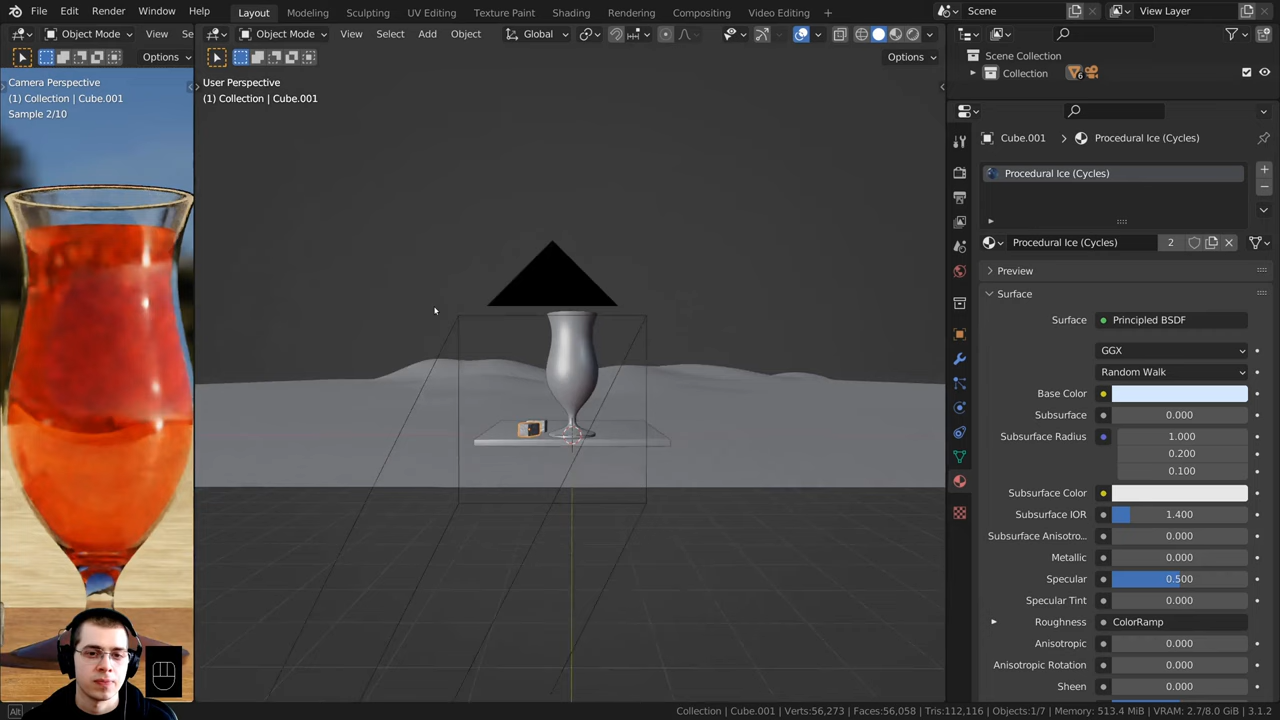 File Edit Render Window Help Layout Modeling Sculpting UV Editing Texture Paint Shading Rendering Compositing Video Editing + Scene View Layer
Object Mode View Se Object Mode View Select Add Object Global
Options Options
Camera Perspective
(1) Collection | Cube.001
Sample 2/10
User Perspective
(1) Collection | Cube.001
Scene Collection
Collection 6
Cube.001 > Procedural Ice (Cycles)
Procedural Ice (Cycles)
Procedural Ice (Cycles) 2
Preview
Surface
Surface Principled BSDF
GGX
Random Walk
Base Color
Subsurface 0.000
Subsurface Radius 1.000
0.200
0.100
Subsurface Color
Subsurface IOR 1.400
Subsurface Anisotro... 0.000
Metallic 0.000
Specular 0.500
Specular Tint 0.000
Roughness ColorRamp
Anisotropic 0.000
Anisotropic Rotation 0.000
Sheen 0.000
Alt
Collection | Cube.001 | Verts:56,273 | Faces:56,058 | Tris:112,116 | Objects:1/7 | Memory: 513.4 MiB | VRAM: 2.7/8.0 GiB | 3.1.2